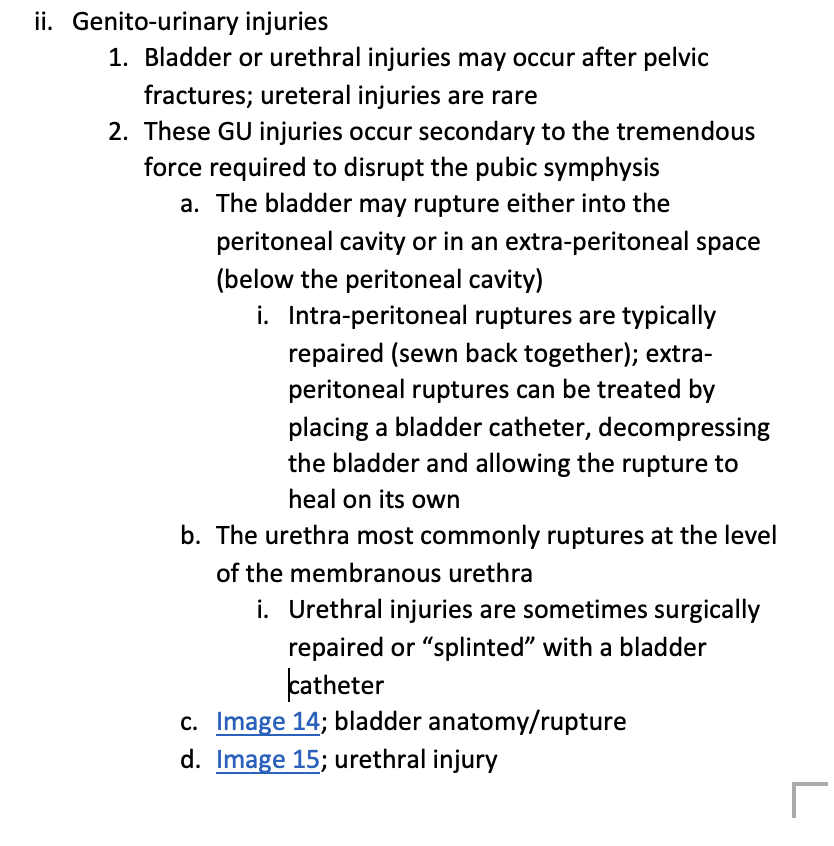 ii. Genito-urinary injuries
1. Bladder or urethral injuries may occur after pelvic
fractures; ureteral injuries are rare
2. These GU injuries occur secondary to the tremendous
force required to disrupt the pubic symphysis
a. The bladder may rupture either into the
peritoneal cavity or in an extra-peritoneal space
(below the peritoneal cavity)
i. Intra-peritoneal ruptures are typically
repaired (sewn back together); extra-
peritoneal ruptures can be treated by
placing a bladder catheter, decompressing
the bladder and allowing the rupture to
heal on its own
b. The urethra most commonly ruptures at the level
of the membranous urethra
i. Urethral injuries are sometimes surgically
repaired or “splinted” with a bladder
catheter
c. Image 14; bladder anatomy/rupture
d. Image 15; urethral injury